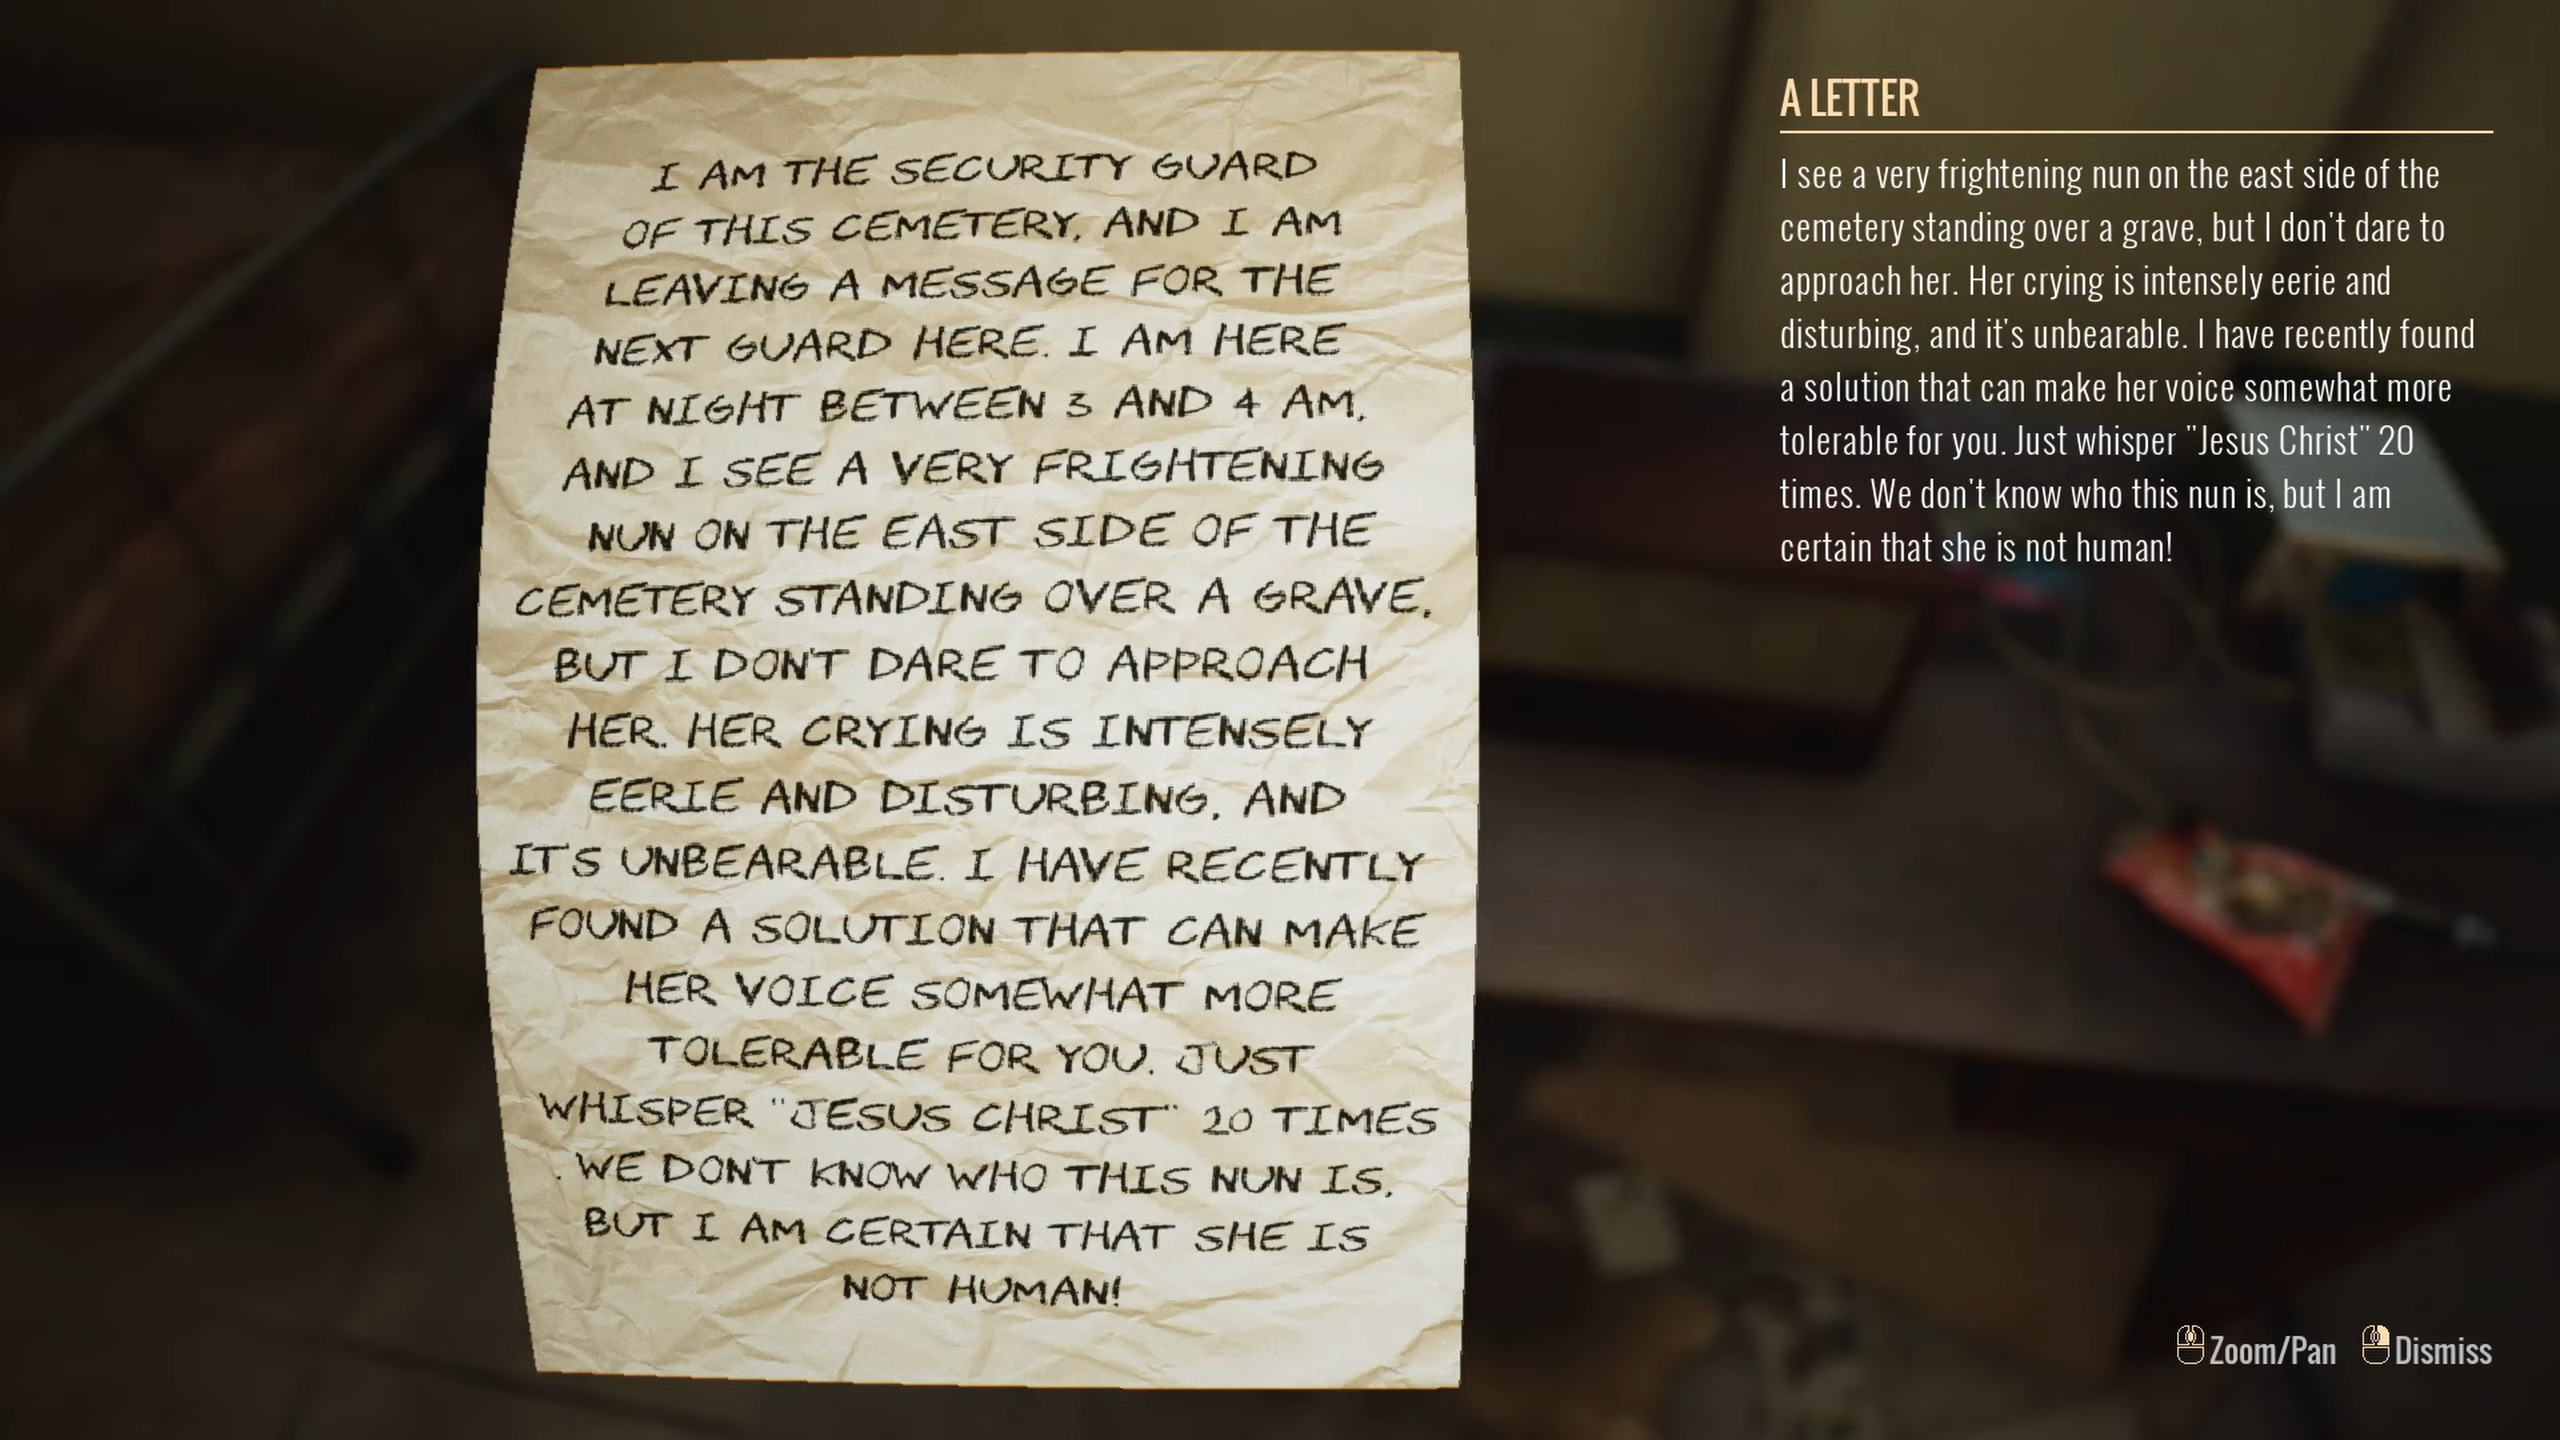 I AM THE SECURITY GUARD
OF THIS CEMETERY, AND I AM
LEAVING A MESSAGE FOR THE
NEXT GUARD HERE. I AM HERE
AT NIGHT BETWEEN 3 AND 4 AM,
AND I SEE A VERY FRIGHTENING
NUN ON THE EAST SIDE OF THE
CEMETERY STANDING OVER A GRAVE,
BUT I DON'T DARE TO APPROACH
HER. HER CRYING IS INTENSELY
EERIE AND DISTURBING, AND
IT'S UNBEARABLE. I HAVE RECENTLY
FOUND A SOLUTION THAT CAN MAKE
HER VOICE SOMEWHAT MORE
TOLERABLE FOR YOU. JUST
WHISPER "JESUS CHRIST" 20 TIMES
. WE DON'T KNOW WHO THIS NUN IS,
BUT I AM CERTAIN THAT SHE IS
NOT HUMAN!
A LETTER
I see a very frightening nun on the east side of the
cemetery standing over a grave, but I don't dare to
approach her. Her crying is intensely eerie and
disturbing, and it's unbearable. I have recently found
a solution that can make her voice somewhat more
tolerable for you. Just whisper "Jesus Christ" 20
times. We don't know who this nun is, but I am
certain that she is not human!
Zoom/Pan Dismiss